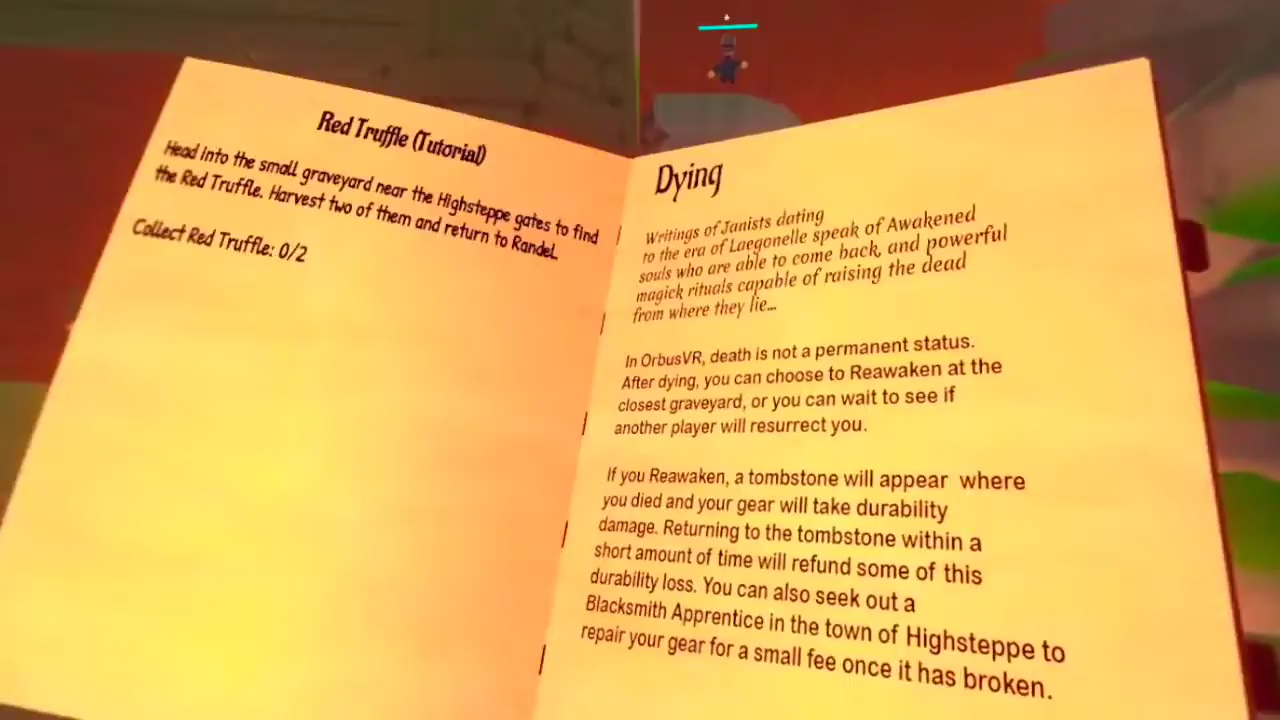 Red Truffle (Tutorial)
Head into the small graveyard near the Highsteppe gates to find
the Red Truffle. Harvest two of them and return to Randel.
Collect Red Truffle: 0/2
Dying
Writings of Janists dating
to the era of Laegonelle speak of Awakened
souls who are able to come back, and powerful
magick rituals capable of raising the dead
from where they lie...
In OrbusVR, death is not a permanent status.
After dying, you can choose to Reawaken at the
closest graveyard, or you can wait to see if
another player will resurrect you.
If you Reawaken, a tombstone will appear where
you died and your gear will take durability
damage. Returning to the tombstone within a
short amount of time will refund some of this
durability loss. You can also seek out a
Blacksmith Apprentice in the town of Highsteppe to
repair your gear for a small fee once it has broken.